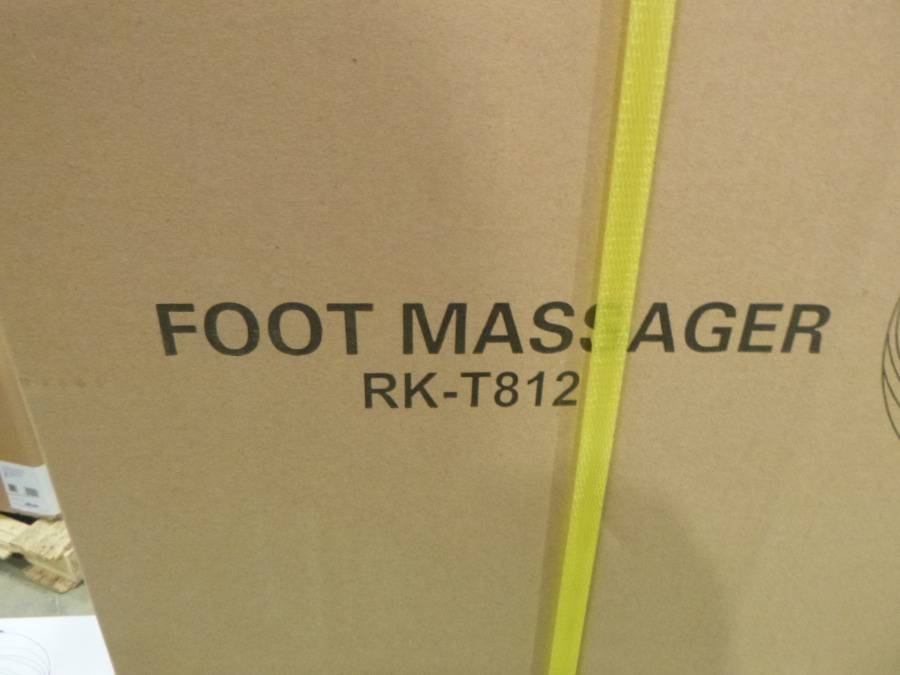 FOOT MASSAGER
RK-T812